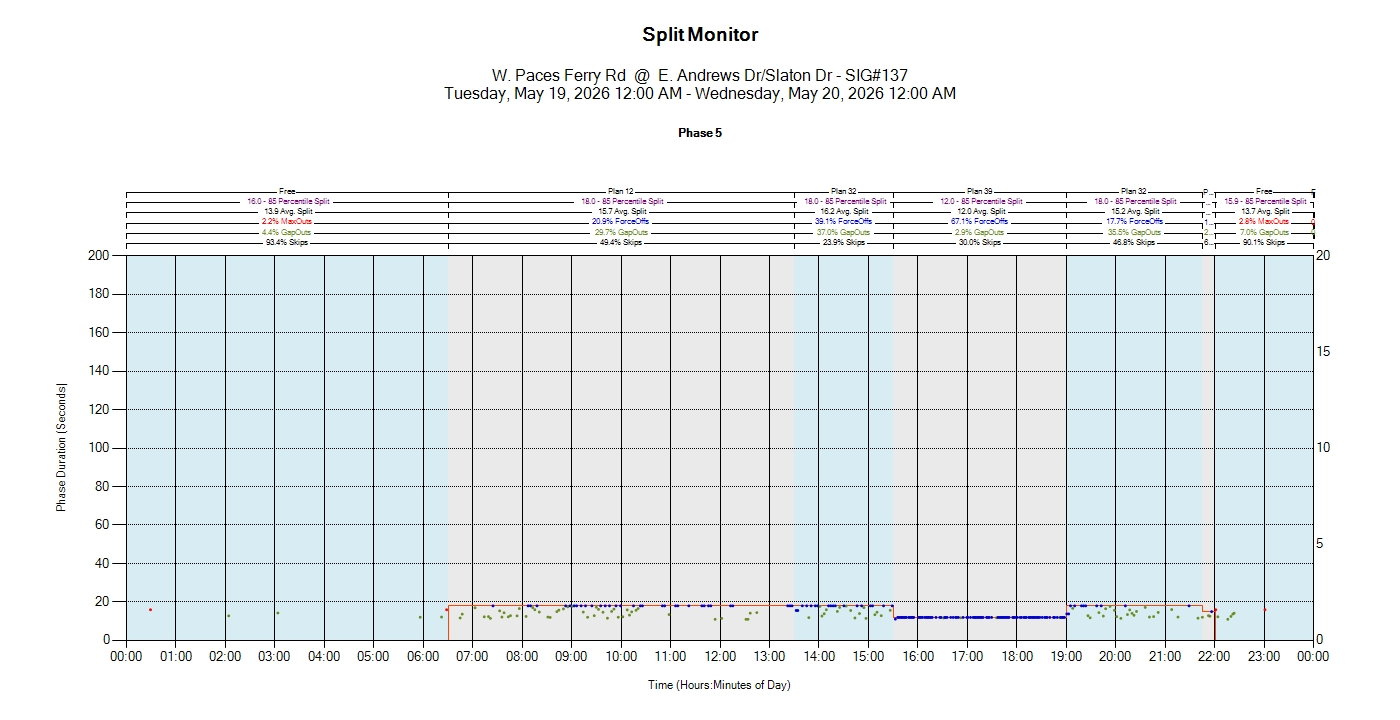 Split Monitor
W. Paces Ferry Rd @ E. Andrews Dr/Slaton Dr - SIG#137
Tuesday, May 19, 2026 12:00 AM - Wednesday, May 20, 2026 12:00 AM
Phase 5
Free Plan 12 Plan 32 Plan 39 Plan 32 P... Free F
16.0 - 85 Percentile Split 18.0 - 85 Percentile Split 18.0 - 85 Percentile Split 12.0 - 85 Percentile Split 18.0 - 85 Percentile Split 15.9 - 85 Percentile Split
13.9 Avg. Split 15.7 Avg. Split 16.2 Avg. Split 12.0 Avg. Split 15.2 Avg. Split 13.7 Avg. Split
2.2% MaxOuts 20.9% ForceOffs 39.1% ForceOffs 67.1% ForceOffs 17.7% ForceOffs 1... 2.8% MaxOuts
4.4% GapOuts 29.7% GapOuts 37.0% GapOuts 2.9% GapOuts 35.5% GapOuts 2... 7.0% GapOuts
93.4% Skips 49.4% Skips 23.9% Skips 30.0% Skips 46.8% Skips 6... 90.1% Skips
200 20
180
160
15
140
120
100 10
80
60
5
40
20
0 0
00:00 01:00 02:00 03:00 04:00 05:00 06:00 07:00 08:00 09:00 10:00 11:00 12:00 13:00 14:00 15:00 16:00 17:00 18:00 19:00 20:00 21:00 22:00 23:00 00:00
Phase Duration (Seconds)
Time (Hours:Minutes of Day)